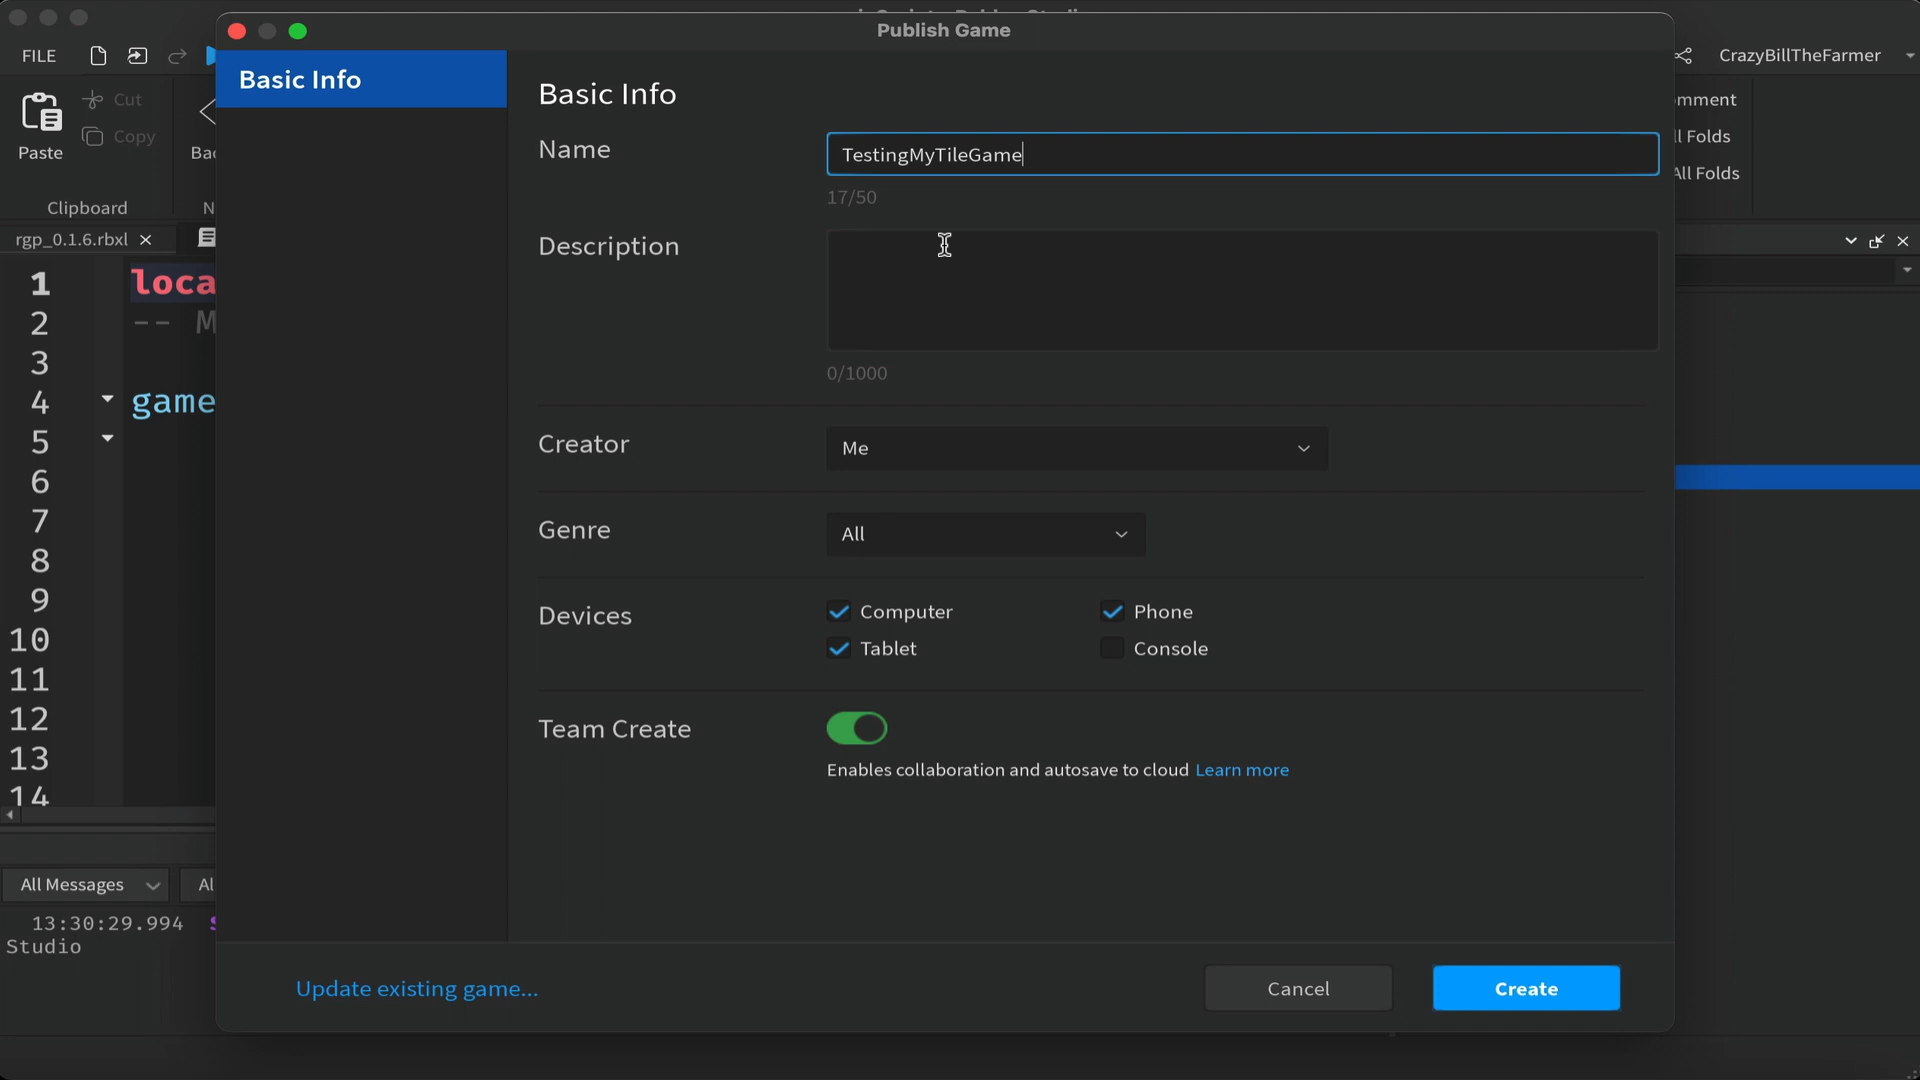 Publish Game
FILE
CrazyBillTheFarmer
Basic Info
Cut
Copy
Paste
Clipboard
Basic Info
Name
TestingMyTileGame
17/50
Description
0/1000
Creator
Me
Genre
All
Devices
Computer
Phone
Tablet
Console
Team Create
Enables collaboration and autosave to cloud Learn more
Update existing game...
Cancel
Create
rgp_0.1.6.rbxl
1 loca
2 -- M
3
4 game
5
6
7
8
9
10
11
12
13
14
All Messages
Al
13:30:29.994 S
Studio
mment
l Folds
All Folds